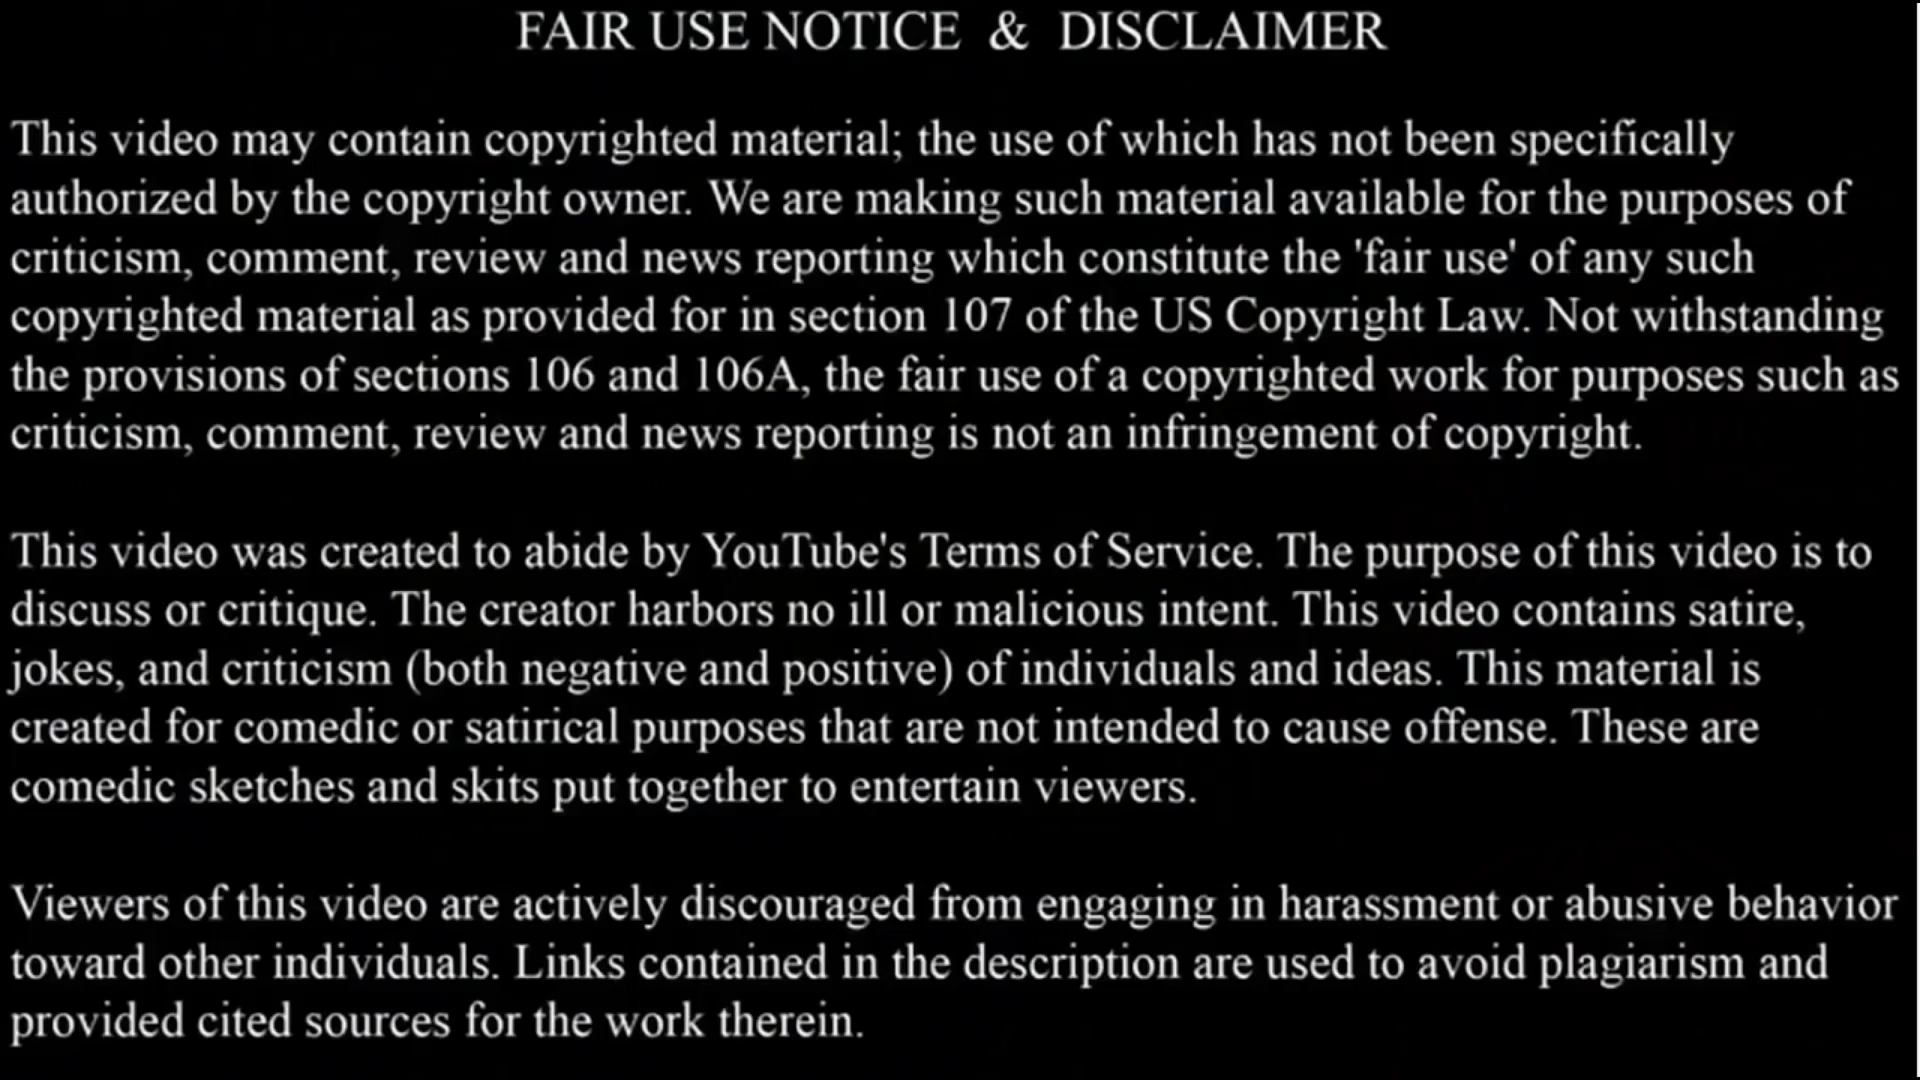 FAIR USE NOTICE & DISCLAIMER
This video may contain copyrighted material; the use of which has not been specifically
authorized by the copyright owner. We are making such material available for the purposes of
criticism, comment, review and news reporting which constitute the 'fair use' of any such
copyrighted material as provided for in section 107 of the US Copyright Law. Not withstanding
the provisions of sections 106 and 106A, the fair use of a copyrighted work for purposes such as
criticism, comment, review and news reporting is not an infringement of copyright.
This video was created to abide by YouTube's Terms of Service. The purpose of this video is to
discuss or critique. The creator harbors no ill or malicious intent. This video contains satire,
jokes, and criticism (both negative and positive) of individuals and ideas. This material is
created for comedic or satirical purposes that are not intended to cause offense. These are
comedic sketches and skits put together to entertain viewers.
Viewers of this video are actively discouraged from engaging in harassment or abusive behavior
toward other individuals. Links contained in the description are used to avoid plagiarism and
provided cited sources for the work therein.